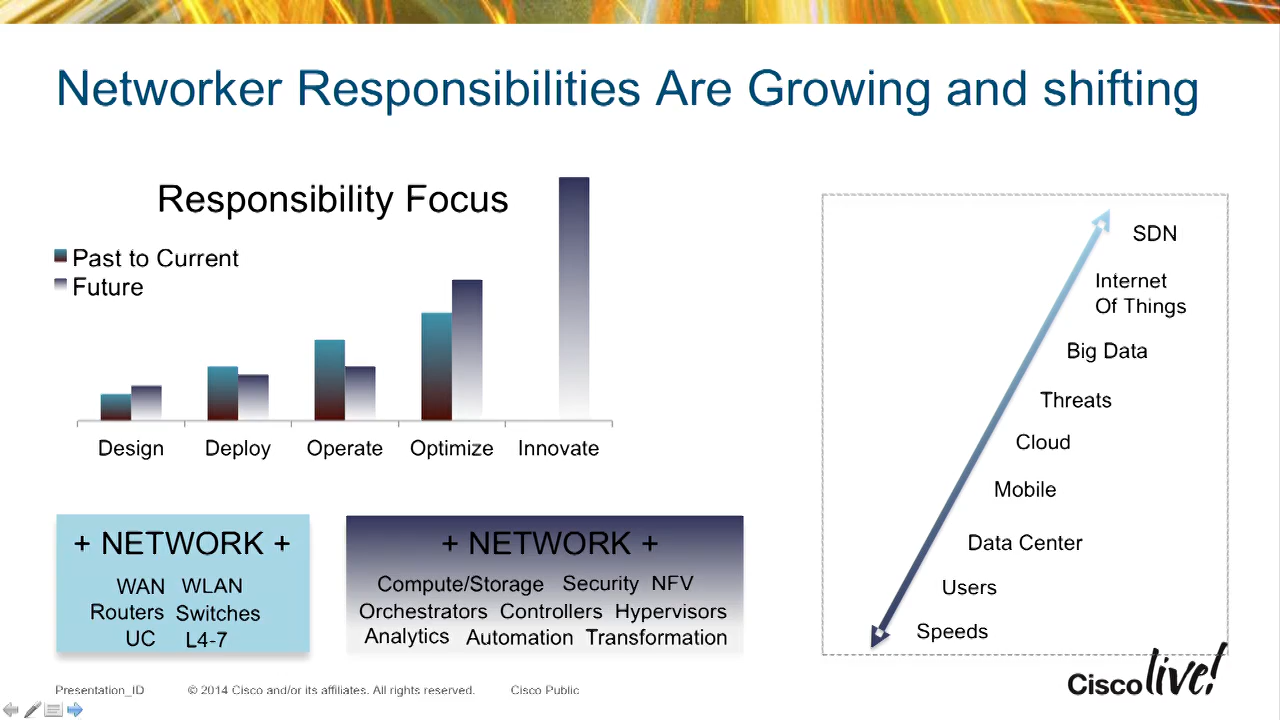 Networker Responsibilities Are Growing and shifting
Responsibility Focus
Past to Current
Future
Design Deploy Operate Optimize Innovate
+ NETWORK +
WAN WLAN
Routers Switches
UC L4-7
+ NETWORK +
Compute/Storage Security NFV
Orchestrators Controllers Hypervisors
Analytics Automation Transformation
SDN
Internet
Of Things
Big Data
Threats
Cloud
Mobile
Data Center
Users
Speeds
Presentation_ID © 2014 Cisco and/or its affiliates. All rights reserved. Cisco Public
Cisco live!